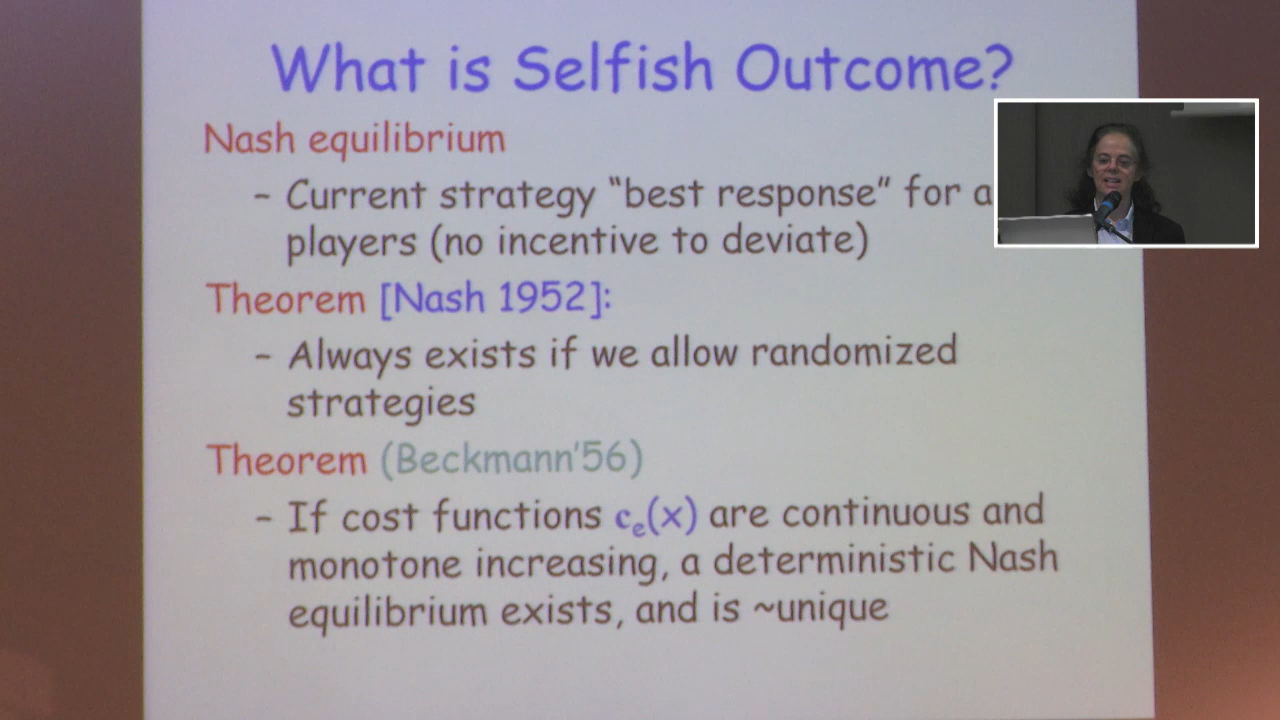 What is Selfish Outcome?
Nash equilibrium
– Current strategy “best response” for
players (no incentive to deviate)
Theorem [Nash 1952]:
– Always exists if we allow randomized
strategies
Theorem (Beckmann'56)
– If cost functions cₑ(x) are continuous and
monotone increasing, a deterministic Nash
equilibrium exists, and is ~unique